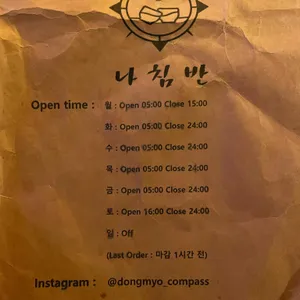 나침반
Open time : 월 : Open 05:00 Close 15:00
화 : Open 05:00 Close 24:00
수 : Open 05:00 Close 24:00
목 : Open 05:00 Close 24:00
금 : Open 05:00 Close 24:00
토 : Open 16:00 Close 24:00
일 : Off
(Last Order : 마감 1시간 전)
Instagram : @dongmyo_compass